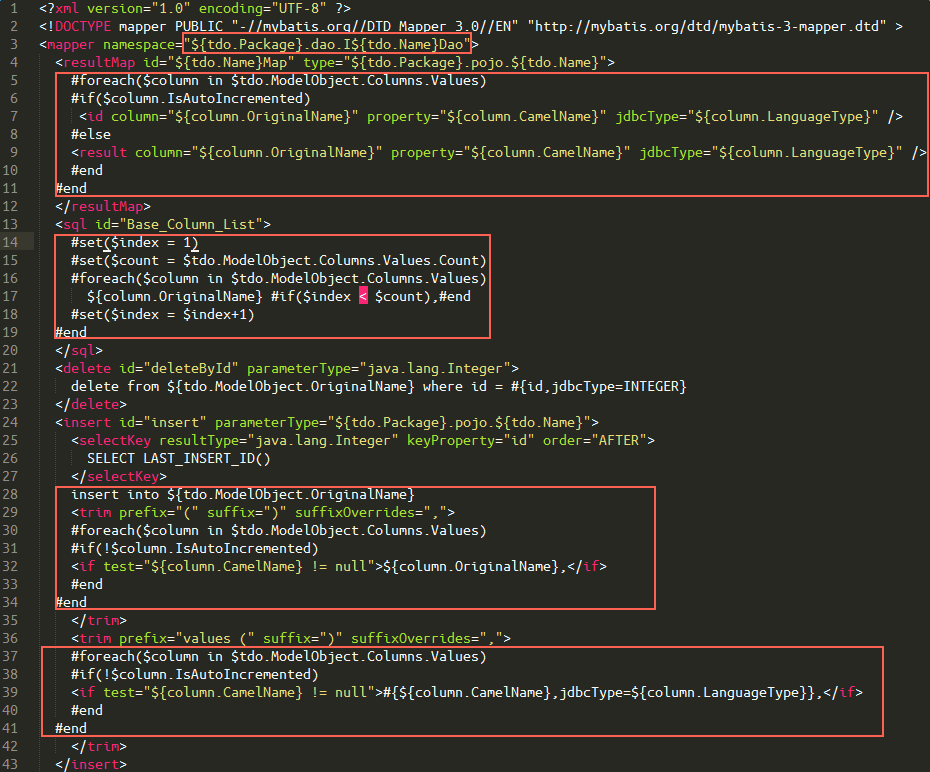 1 <?xml version="1.0" encoding="UTF-8" ?>
2 <!DOCTYPE mapper PUBLIC "-//mybatis.org//DTD Mapper 3.0//EN" "http://mybatis.org/dtd/mybatis-3-mapper.dtd" >
3 <mapper namespace="${tdo.Package}.dao.I${tdo.Name}Dao">
4 <resultMap id="${tdo.Name}Map" type="${tdo.Package}.pojo.${tdo.Name}">
5 #foreach($column in $tdo.ModelObject.Columns.Values)
6 #if($column.IsAutoIncremented)
7 <id column="${column.OriginalName}" property="${column.CamelName}" jdbcType="${column.LanguageType}" />
8 #else
9 <result column="${column.OriginalName}" property="${column.CamelName}" jdbcType="${column.LanguageType}" />
10 #end
11 #end
12 </resultMap>
13 <sql id="Base_Column_List">
14 #set($index = 1)
15 #set($count = $tdo.ModelObject.Columns.Values.Count)
16 #foreach($column in $tdo.ModelObject.Columns.Values)
17 ${column.OriginalName} #if($index < $count),#end
18 #set($index = $index+1)
19 #end
20 </sql>
21 <delete id="deleteById" parameterType="java.lang.Integer">
22 delete from ${tdo.ModelObject.OriginalName} where id = #{id,jdbcType=INTEGER}
23 </delete>
24 <insert id="insert" parameterType="${tdo.Package}.pojo.${tdo.Name}">
25 <selectKey resultType="java.lang.Integer" keyProperty="id" order="AFTER">
26 SELECT LAST_INSERT_ID()
27 </selectKey>
28 insert into ${tdo.ModelObject.OriginalName}
29 <trim prefix="(" suffix=")" suffixOverrides=",">
30 #foreach($column in $tdo.ModelObject.Columns.Values)
31 #if(!$column.IsAutoIncremented)
32 <if test="${column.CamelName} != null">${column.OriginalName},</if>
33 #end
34 #end
35 </trim>
36 <trim prefix="values (" suffix=")" suffixOverrides=",">
37 #foreach($column in $tdo.ModelObject.Columns.Values)
38 #if(!$column.IsAutoIncremented)
39 <if test="${column.CamelName} != null">#{${column.CamelName},jdbcType=${column.LanguageType}},</if>
40 #end
41 #end
42 </trim>
43 </insert>